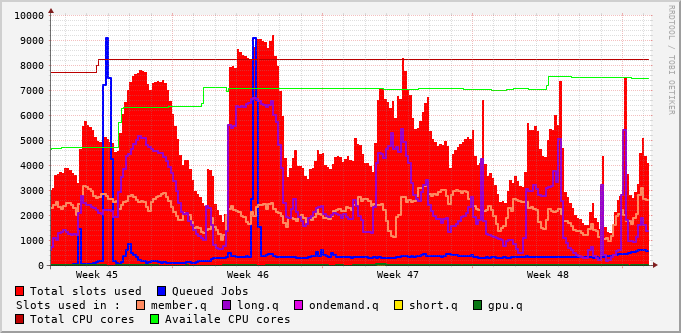 10000
9000
8000
7000
6000
5000
4000
3000
2000
1000
0
Week 45 Week 46 Week 47 Week 48
RRDTOOL / TOBI OETIKER
Total slots used Queued Jobs
Slots used in : member.q long.q ondemand.q short.q gpu.q
Total CPU cores Availale CPU cores